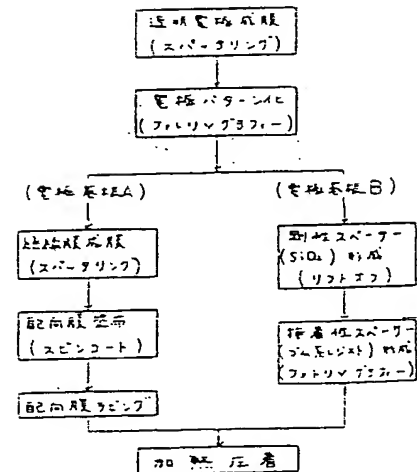 透明電極成膜
(スパータリング)
電極パターン化
(フォトリソグラフィー)
(電極基板A)
(電極基板B)
絶縁膜成膜
(スパータリング)
剛性スペーサー
(SiO₂) 形成
(リフトオフ)
配向膜塗布
(スピンコート)
接着性スペーサー
(ゴム系レジスト) 形成
(フォトリソグラフィー)
配向膜ラビング
加熱圧着